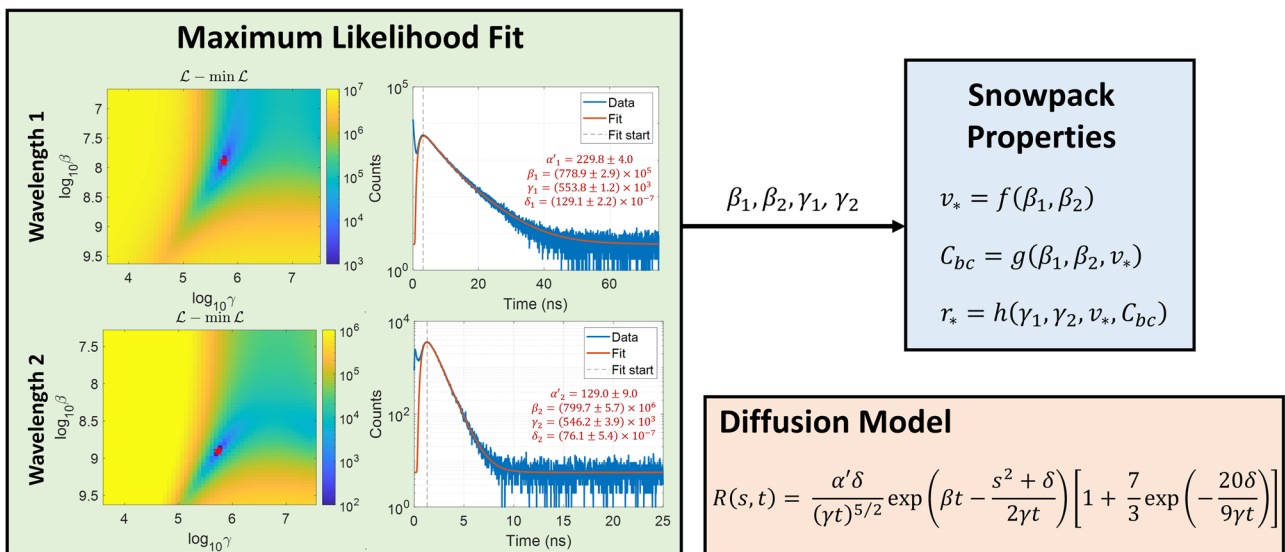 Maximum Likelihood Fit
Wavelength 1
ℒ − min ℒ
7
7.5
8
8.5
9
9.5
log₁₀β
4
5
6
7
log₁₀γ
10⁷
10⁶
10⁵
10⁴
10³
10⁵
10⁰
Counts
0
20
40
60
Time (ns)
Data
Fit
Fit start
α'₁ = 229.8 ± 4.0
β₁ = (778.9 ± 2.9) × 10⁵
γ₁ = (553.8 ± 1.2) × 10³
δ₁ = (129.1 ± 2.2) × 10⁻⁷
Wavelength 2
ℒ − min ℒ
7.5
8
8.5
9
9.5
log₁₀β
4
5
6
7
log₁₀γ
10⁶
10⁵
10⁴
10³
10²
10⁴
10²
10⁰
Counts
0
5
10
15
20
25
Time (ns)
Data
Fit
Fit start
α'₂ = 129.0 ± 9.0
β₂ = (799.7 ± 5.7) × 10⁶
γ₂ = (546.2 ± 3.9) × 10³
δ₂ = (76.1 ± 5.4) × 10⁻⁷
β₁, β₂, γ₁, γ₂
Snowpack
Properties
v* = f(β₁, β₂)
C_bc = g(β₁, β₂, v*)
r* = h(γ₁, γ₂, v*, C_bc)
Diffusion Model
R(s, t) = α'δ/(γt)^(5/2) exp(βt − (s² + δ)/(2γt)) [1 + 7/3 exp(−20δ/(9γt))]